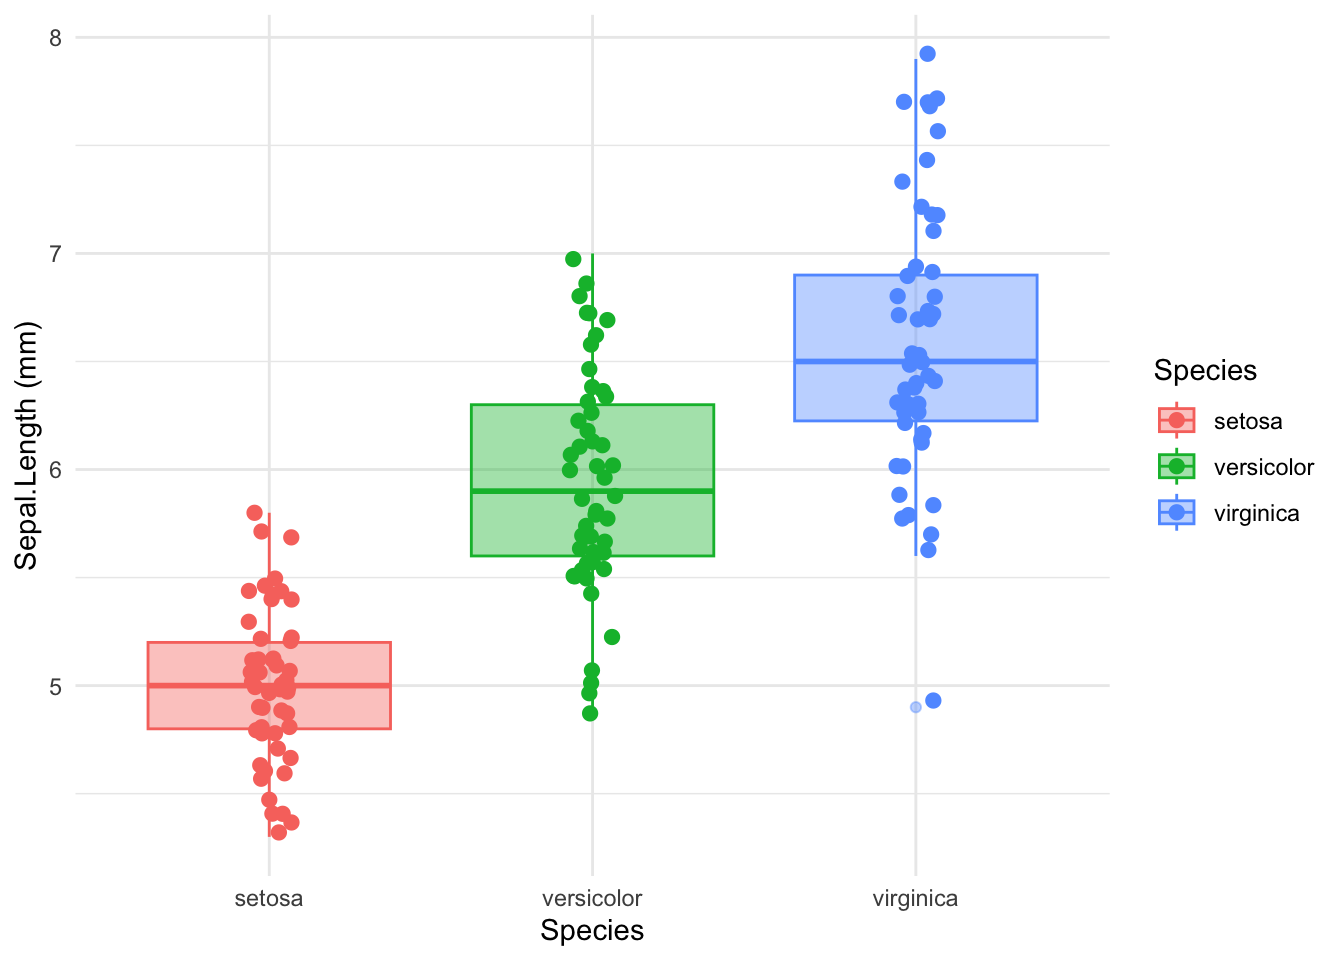 8
7
6
5
Sepal.Length (mm)
setosa
versicolor
virginica
Species
Species
setosa
versicolor
virginica